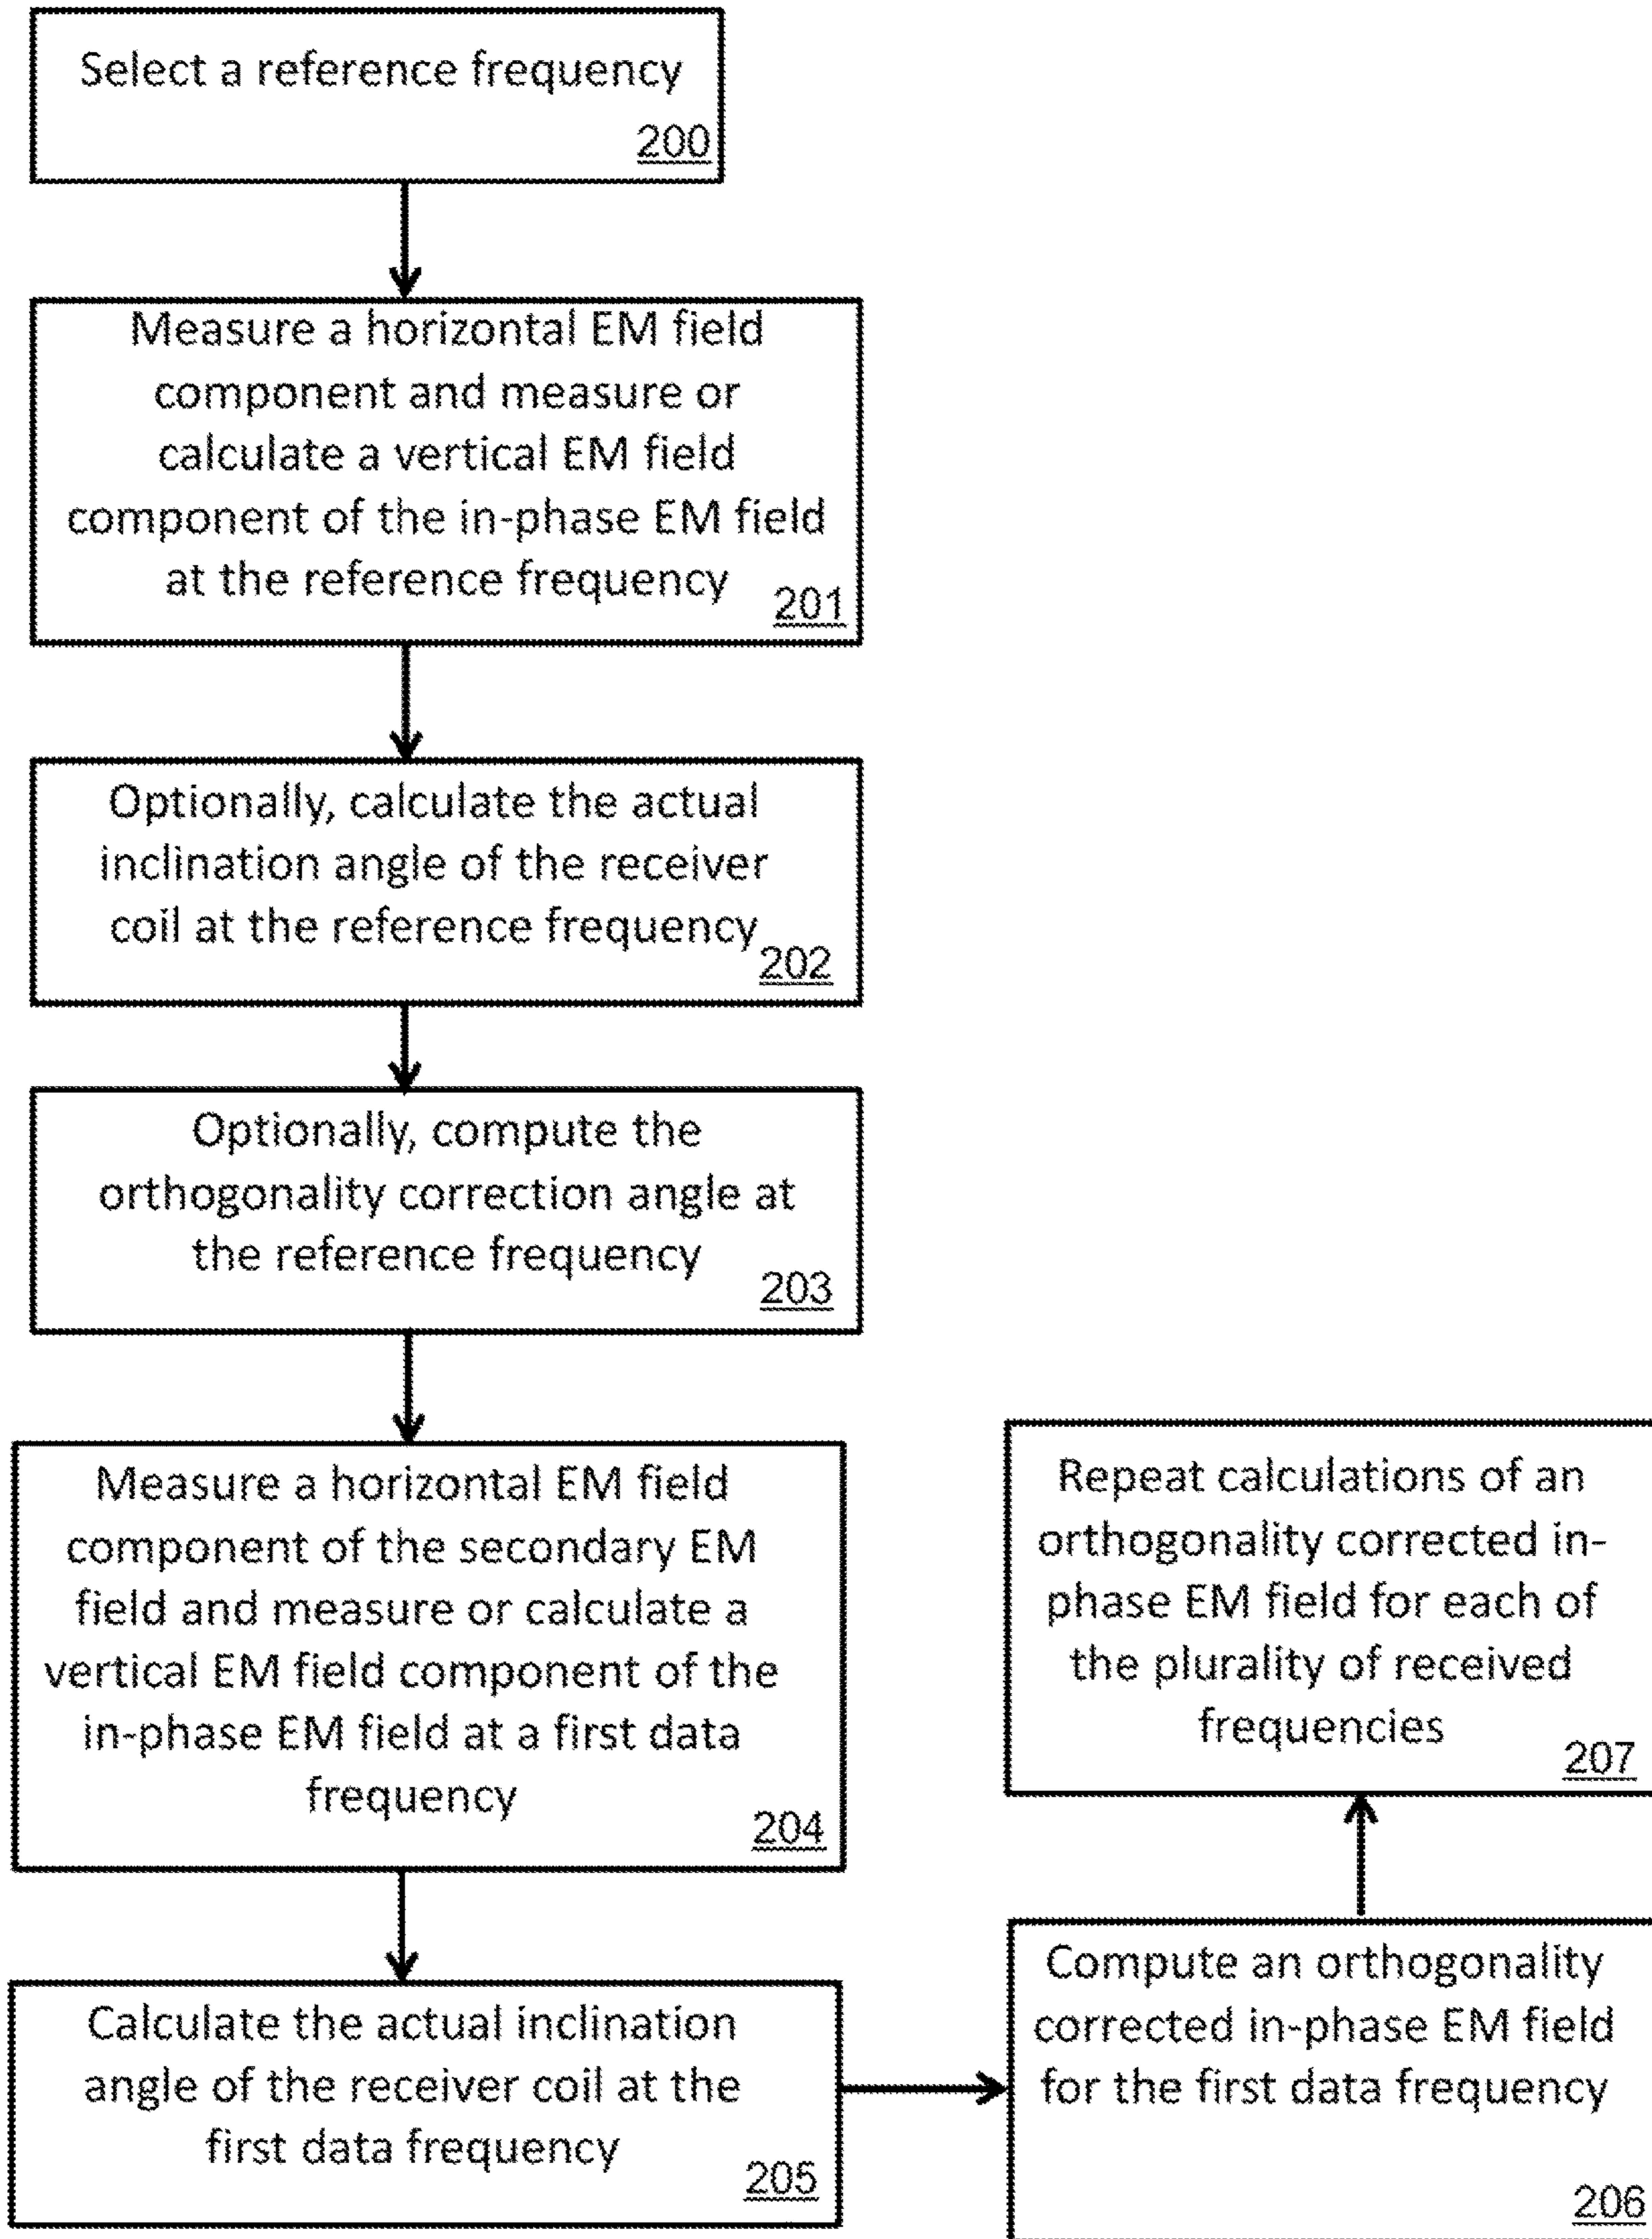 Select a reference frequency
200
Measure a horizontal EM field
component and measure or
calculate a vertical EM field
component of the in-phase EM field
at the reference frequency
201
Optionally, calculate the actual
inclination angle of the receiver
coil at the reference frequency
202
Optionally, compute the
orthogonality correction angle at
the reference frequency
203
Measure a horizontal EM field
component of the secondary EM
field and measure or calculate a
vertical EM field component of the
in-phase EM field at a first data
frequency
204
Calculate the actual inclination
angle of the receiver coil at the
first data frequency
205
Compute an orthogonality
corrected in-phase EM field
for the first data frequency
206
Repeat calculations of an
orthogonality corrected in-
phase EM field for each of
the plurality of received
frequencies
207